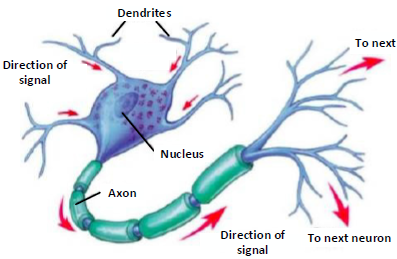 Dendrites
To next
Direction of
signal
Nucleus
Axon
Direction of
signal
To next neuron